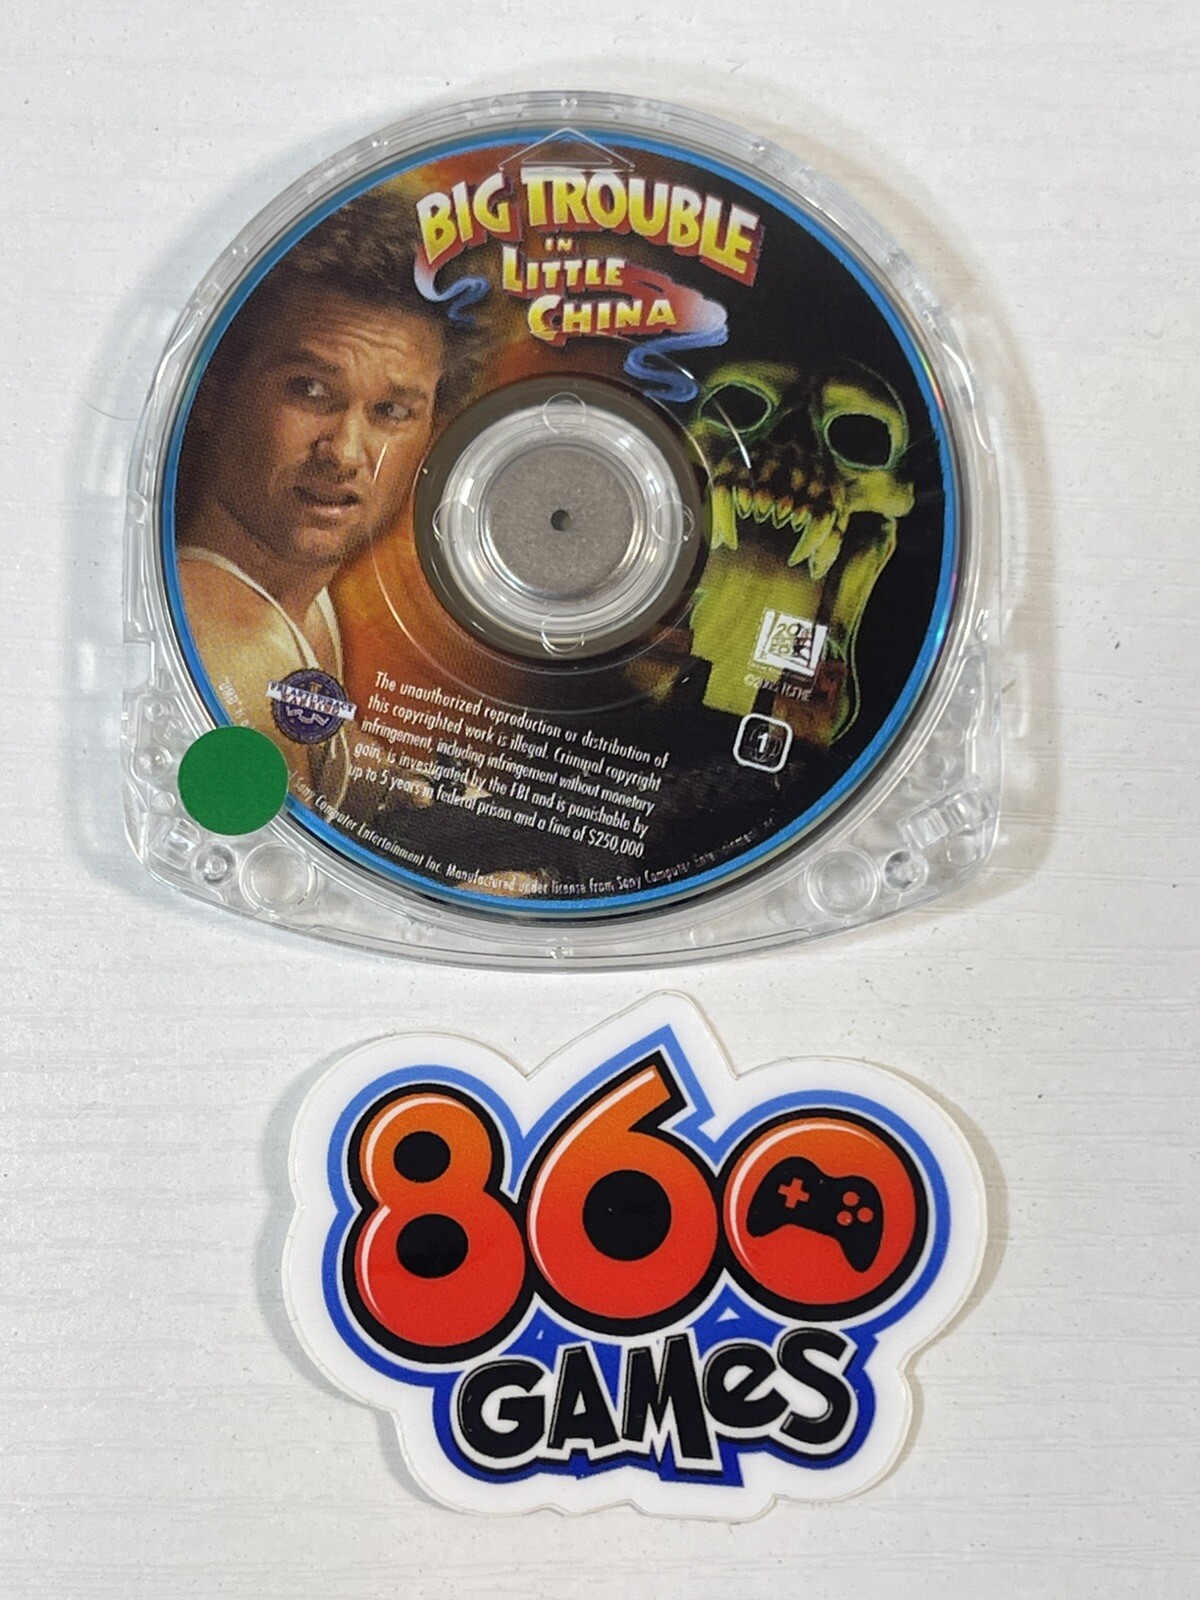 BIG TROUBLE
IN
LITTLE
CHINA
The unauthorized reproduction or distribution of
this copyrighted work is illegal. Criminal copyright
infringement, including infringement without monetary
gain, is investigated by the FBI and is punishable by
up to 5 years in federal prison and a fine of $250,000.
1
Sony Computer Entertainment Inc. Manufactured under license from Sony Computer Entertainment Inc.
860
GAMeS